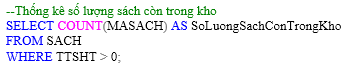 --Thống kê số lượng sách còn trong kho
SELECT COUNT(MASACH) AS SoLuongSachConTrongKho
FROM SACH
WHERE TTSHT > 0;